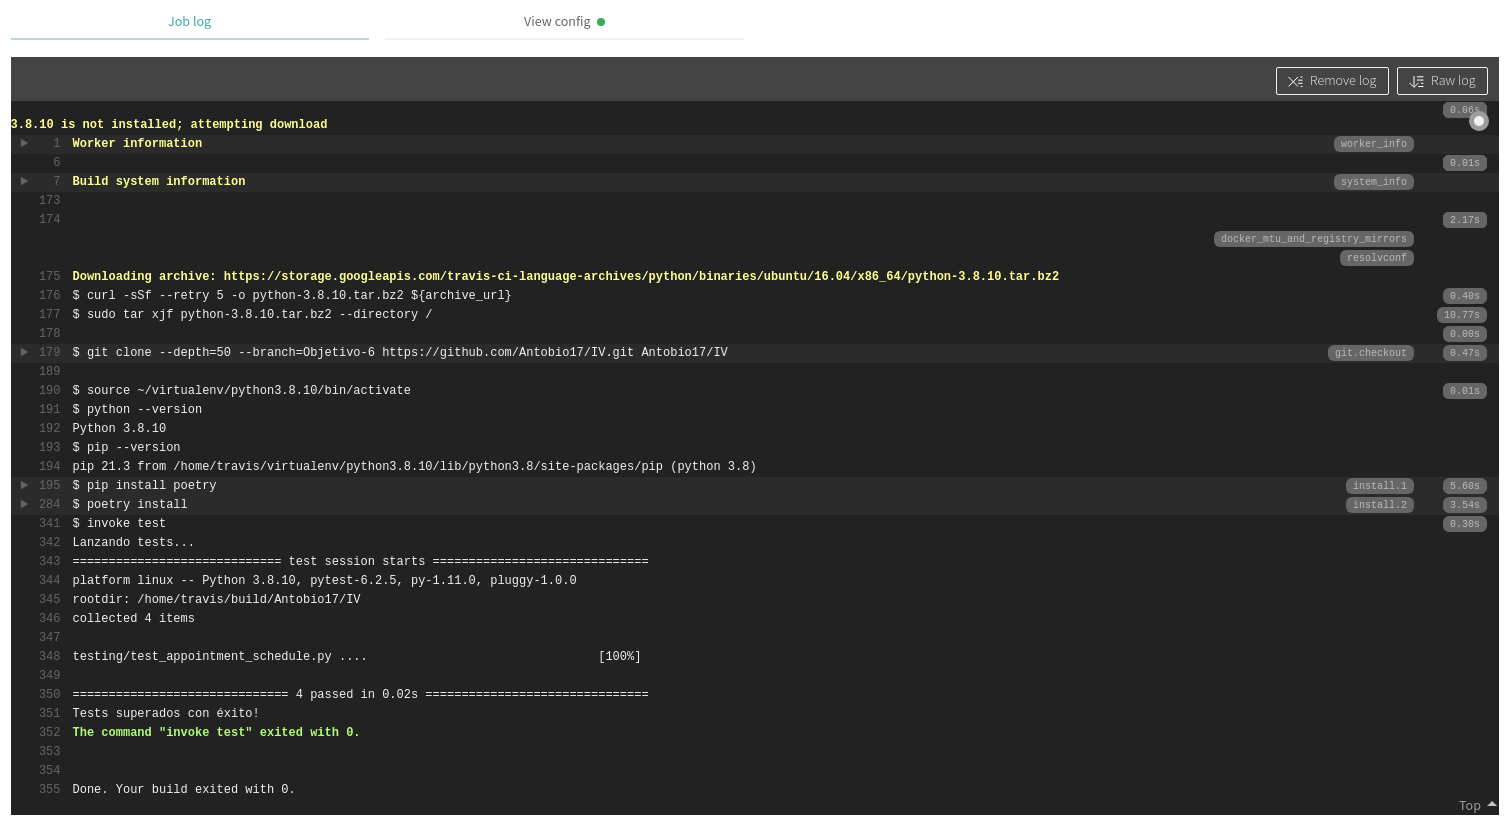 Job log
View config
Remove log
Raw log
0.06s
3.8.10 is not installed; attempting download
1 Worker information worker_info
6 0.01s
7 Build system information system_info
173
174 2.17s
docker_mtu_and_registry_mirrors
resolvconf
175 Downloading archive: https://storage.googleapis.com/travis-ci-language-archives/python/binaries/ubuntu/16.04/x86_64/python-3.8.10.tar.bz2
176 $ curl -sSf --retry 5 -o python-3.8.10.tar.bz2 ${archive_url} 0.40s
177 $ sudo tar xjf python-3.8.10.tar.bz2 --directory / 10.77s
178 0.00s
179 $ git clone --depth=50 --branch=Objetivo-6 https://github.com/Antobio17/IV.git Antobio17/IV git.checkout 0.47s
189
190 $ source ~/virtualenv/python3.8.10/bin/activate 0.01s
191 $ python --version
192 Python 3.8.10
193 $ pip --version
194 pip 21.3 from /home/travis/virtualenv/python3.8.10/lib/python3.8/site-packages/pip (python 3.8)
195 $ pip install poetry install.1 5.60s
284 $ poetry install install.2 3.54s
341 $ invoke test 0.30s
342 Lanzando tests...
343 ============================= test session starts ==============================
344 platform linux -- Python 3.8.10, pytest-6.2.5, py-1.11.0, pluggy-1.0.0
345 rootdir: /home/travis/build/Antobio17/IV
346 collected 4 items
347
348 testing/test_appointment_schedule.py .... [100%]
349
350 ============================== 4 passed in 0.02s ===============================
351 Tests superados con éxito!
352 The command "invoke test" exited with 0.
353
354
355 Done. Your build exited with 0.
Top